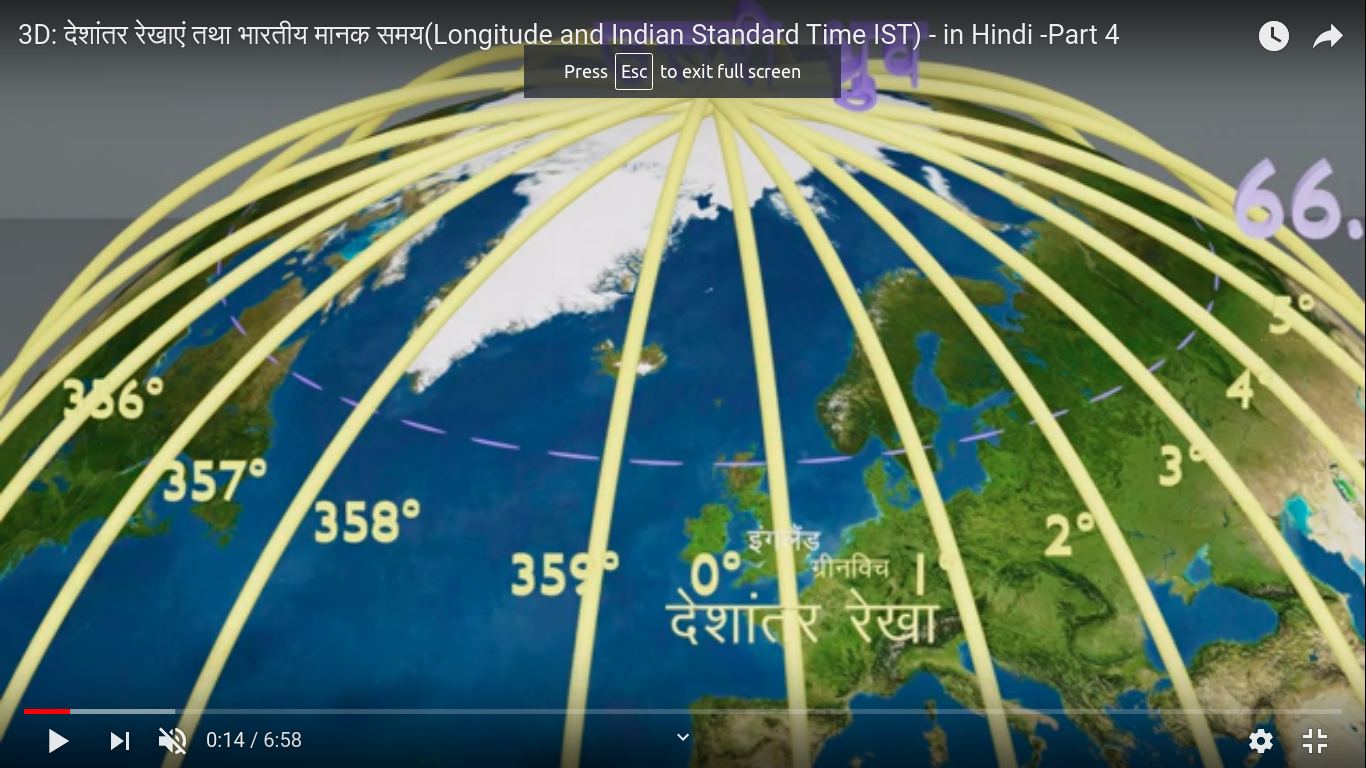 3D: देशांतर रेखाएं तथा भारतीय मानक समय(Longitude and Indian Standard Time IST) - in Hindi -Part 4
Press Esc to exit full screen
ध्रुव
66.
5°
356°
4°
357°
3°
358°
2°
इंगलैंड
359° 0° ग्रीनविच 1°
देशांतर रेखा
0:14 / 6:58